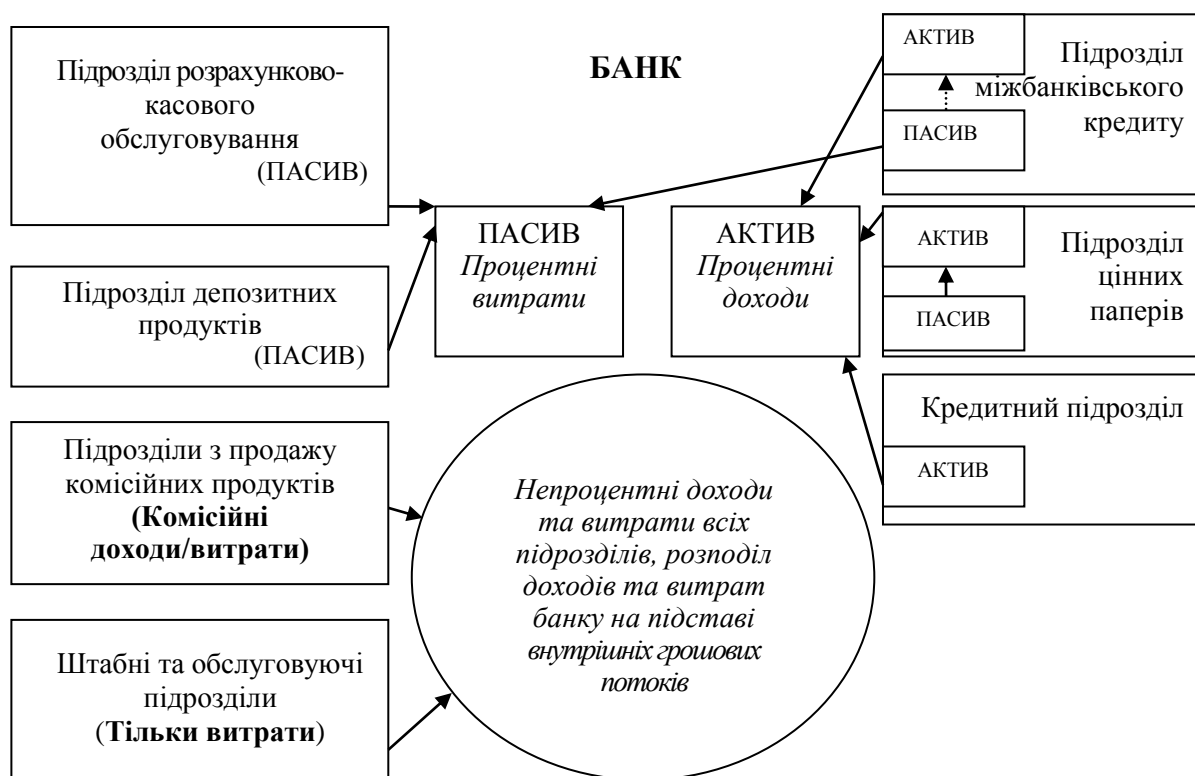 Підрозділ розрахунково-
касового
обслуговування
(ПАСИВ)
БАНК
АКТИВ
ПАСИВ
Підрозділ
міжбанківського
кредиту
ПАСИВ
Процентні
витрати
АКТИВ
Процентні
доходи
АКТИВ
ПАСИВ
Підрозділ
цінних
паперів
Підрозділ депозитних
продуктів
(ПАСИВ)
Кредитний підрозділ
АКТИВ
Підрозділи з продажу
комісійних продуктів
(Комісійні
доходи/витрати)
Непроцентні доходи
та витрати всіх
підрозділів, розподіл
доходів та витрат
банку на підставі
внутрішніх грошових
потоків
Штабні та обслуговуючі
підрозділи
(Тільки витрати)